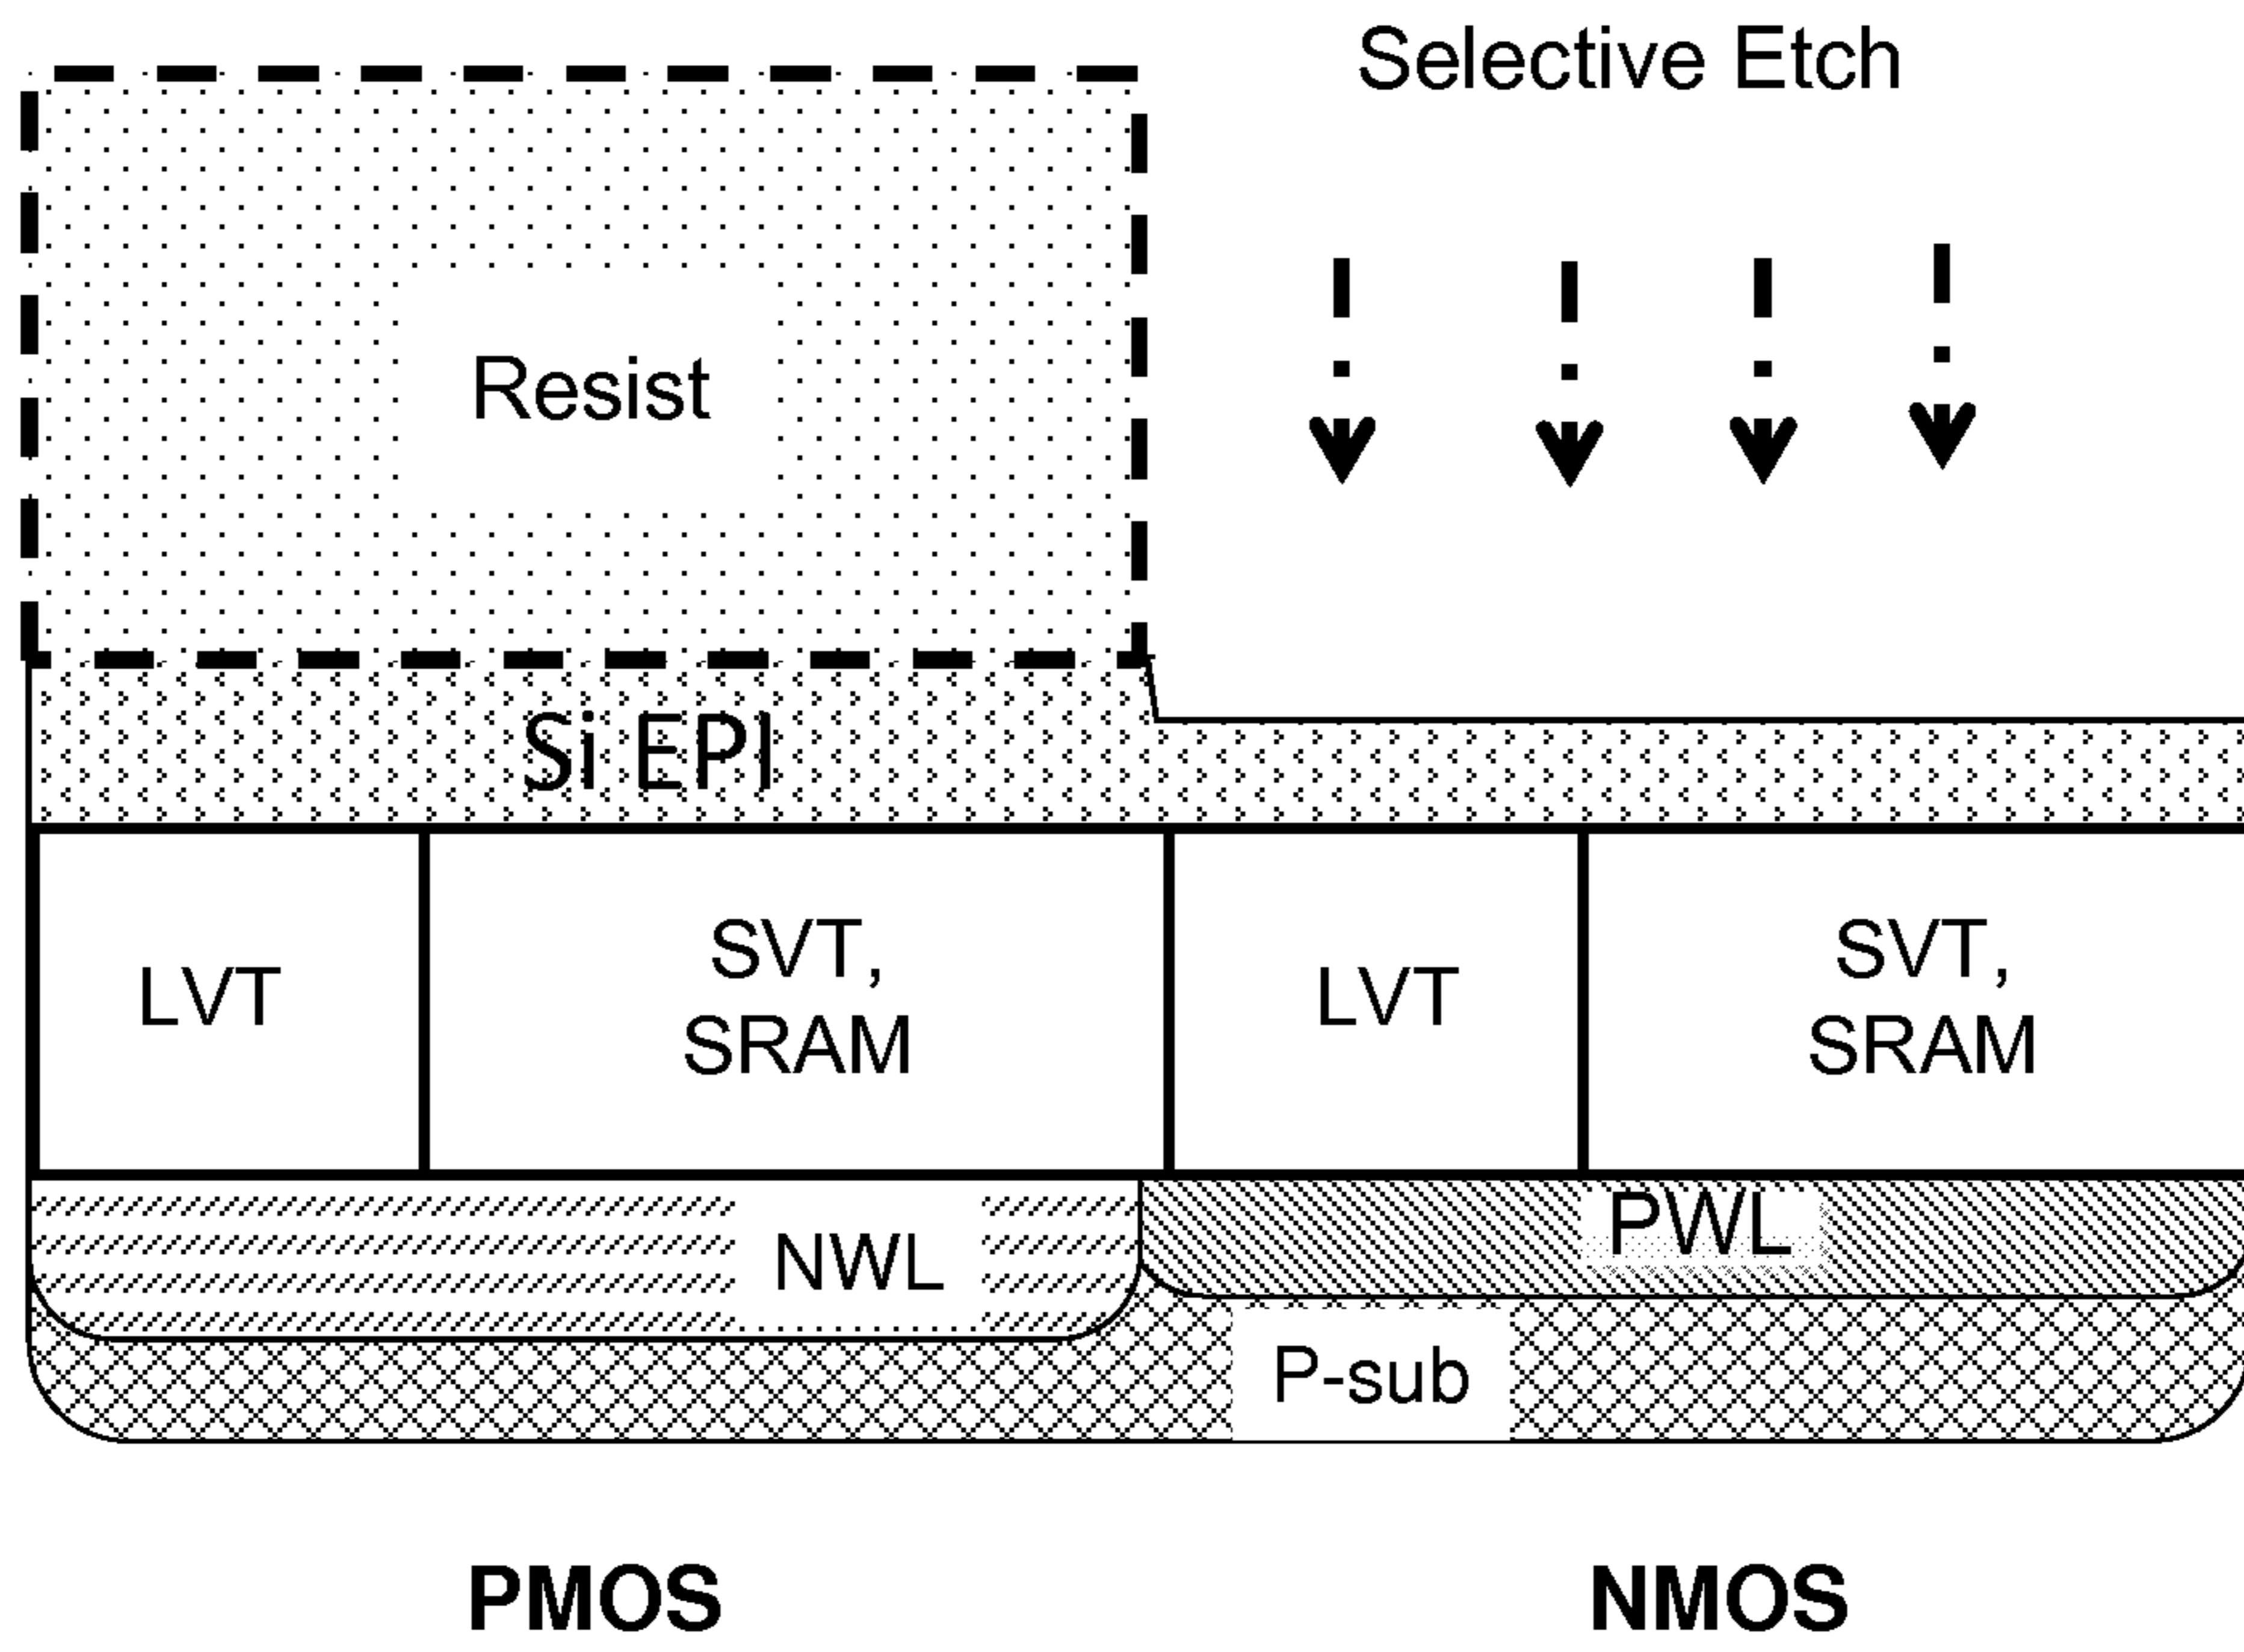 Selective Etch
Resist
Si EPI
LVT
SVT,
SRAM
LVT
SVT,
SRAM
NWL
PWL
P-sub
PMOS
NMOS